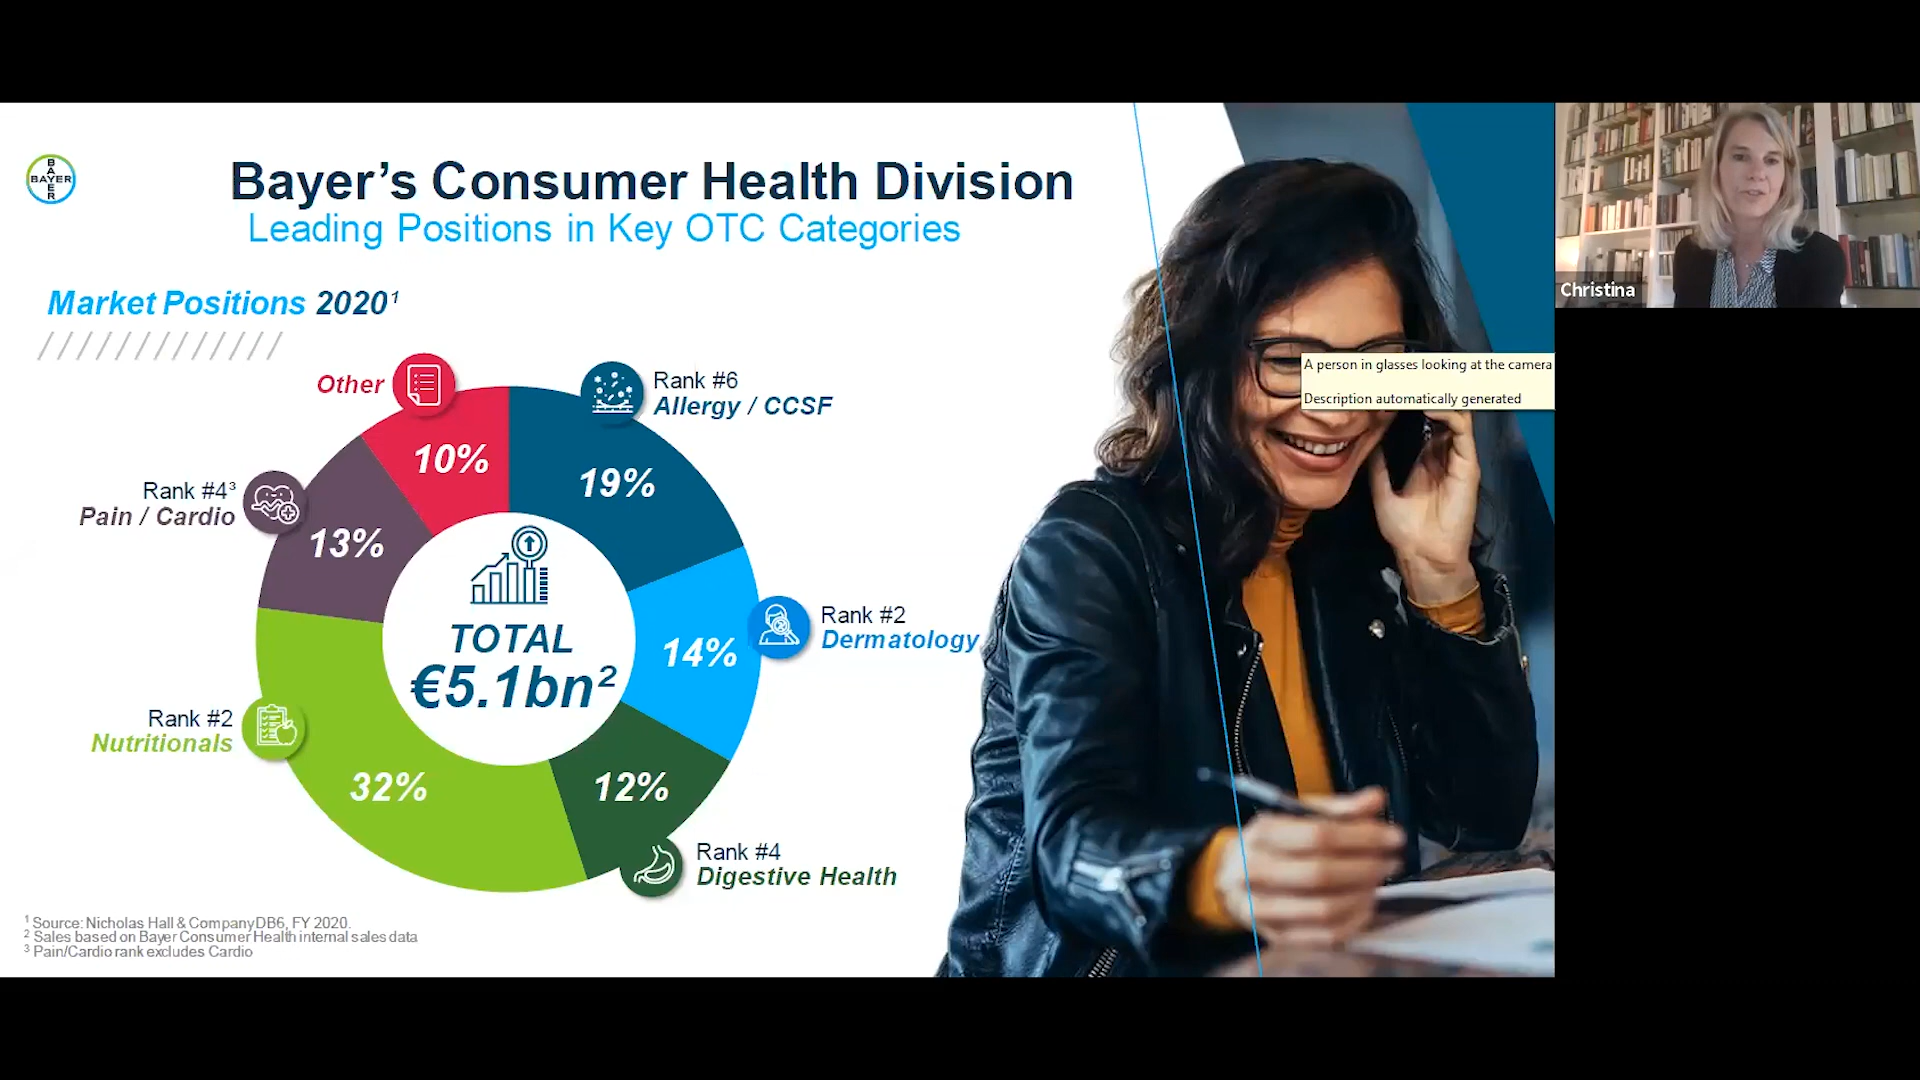 BAYER
BAYER
Bayer's Consumer Health Division
Leading Positions in Key OTC Categories
Market Positions 2020¹
Other
10%
Rank #6
Allergy / CCSF
19%
Rank #4³
Pain / Cardio
13%
TOTAL
€5.1bn²
Rank #2
Dermatology
14%
Rank #2
Nutritionals
32%
12%
Rank #4
Digestive Health
¹ Source: Nicholas Hall & Company DB6, FY 2020.
² Sales based on Bayer Consumer Health internal sales data
³ Pain/Cardio rank excludes Cardio
A person in glasses looking at the camera
Description automatically generated
Christina